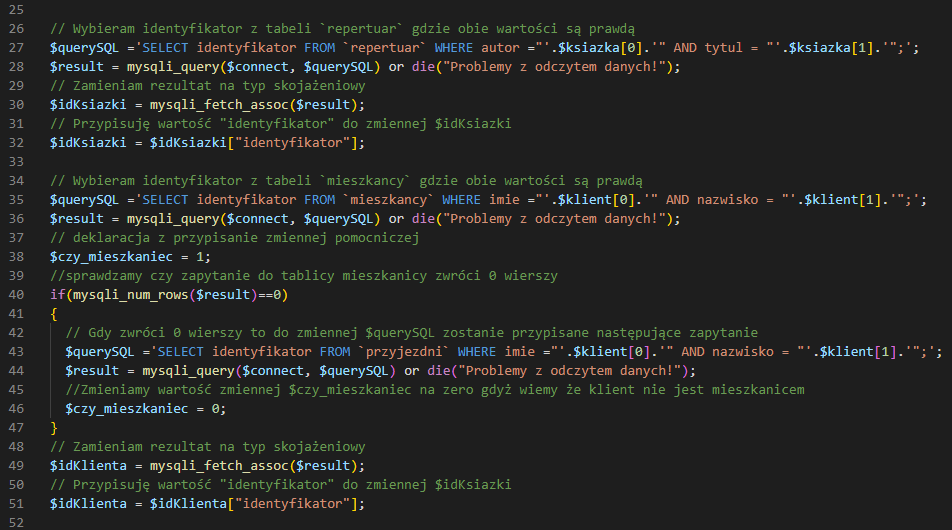 25
26 // Wybieram identyfikator z tabeli `repertuar` gdzie obie wartości są prawdą
27 $querySQL ='SELECT identyfikator FROM `repertuar` WHERE autor ="'.$ksiazka[0].'" AND tytul = "'.$ksiazka[1].'";';
28 $result = mysqli_query($connect, $querySQL) or die("Problemy z odczytem danych!");
29 // Zamieniam rezultat na typ skojażeniowy
30 $idKsiazki = mysqli_fetch_assoc($result);
31 // Przypisuję wartość "identyfikator" do zmiennej $idKsiazki
32 $idKsiazki = $idKsiazki["identyfikator"];
33
34 // Wybieram identyfikator z tabeli `mieszkancy` gdzie obie wartości są prawdą
35 $querySQL ='SELECT identyfikator FROM `mieszkancy` WHERE imie ="'.$klient[0].'" AND nazwisko = "'.$klient[1].'";';
36 $result = mysqli_query($connect, $querySQL) or die("Problemy z odczytem danych!");
37 // deklaracja z przypisanie zmiennej pomocniczej
38 $czy_mieszkaniec = 1;
39 //sprawdzamy czy zapytanie do tablicy mieszkanicy zwróci 0 wierszy
40 if(mysqli_num_rows($result)==0)
41 {
42 // Gdy zwróci 0 wierszy to do zmiennej $querySQL zostanie przypisane następujące zapytanie
43 $querySQL ='SELECT identyfikator FROM `przyjezdni` WHERE imie ="'.$klient[0].'" AND nazwisko = "'.$klient[1].'";';
44 $result = mysqli_query($connect, $querySQL) or die("Problemy z odczytem danych!");
45 //Zmieniamy wartość zmiennej $czy_mieszkaniec na zero gdyż wiemy że klient nie jest mieszkanicem
46 $czy_mieszkaniec = 0;
47 }
48 // Zamieniam rezultat na typ skojażeniowy
49 $idKlienta = mysqli_fetch_assoc($result);
50 // Przypisuję wartość "identyfikator" do zmiennej $idKsiazki
51 $idKlienta = $idKlienta["identyfikator"];
52